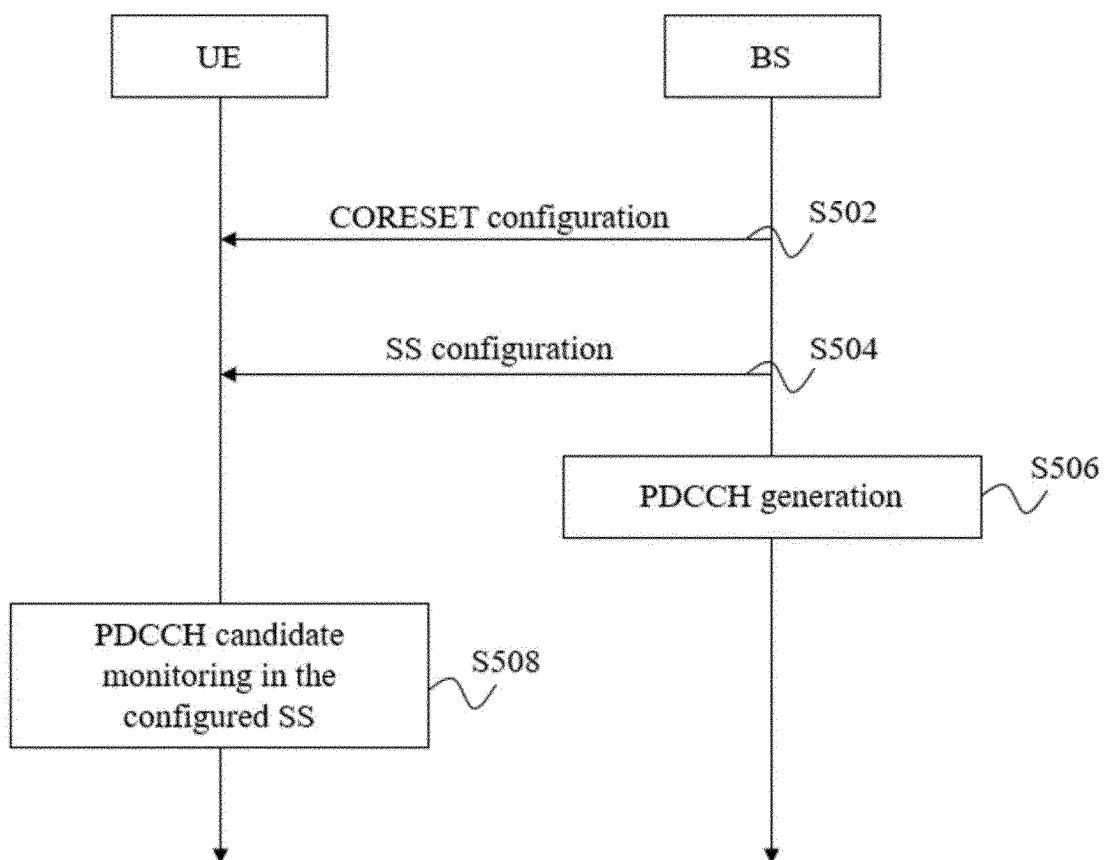 UE
BS
CORESET configuration
S502
SS configuration
S504
PDCCH generation
S506
PDCCH candidate
monitoring in the
configured SS
S508